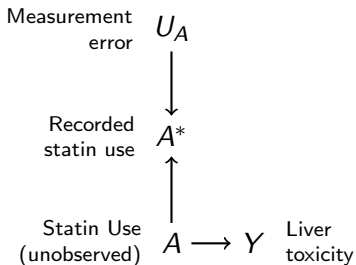 Measurement
error
U_A
Recorded
statin use
A*
Statin Use
(unobserved)
A
Y
Liver
toxicity